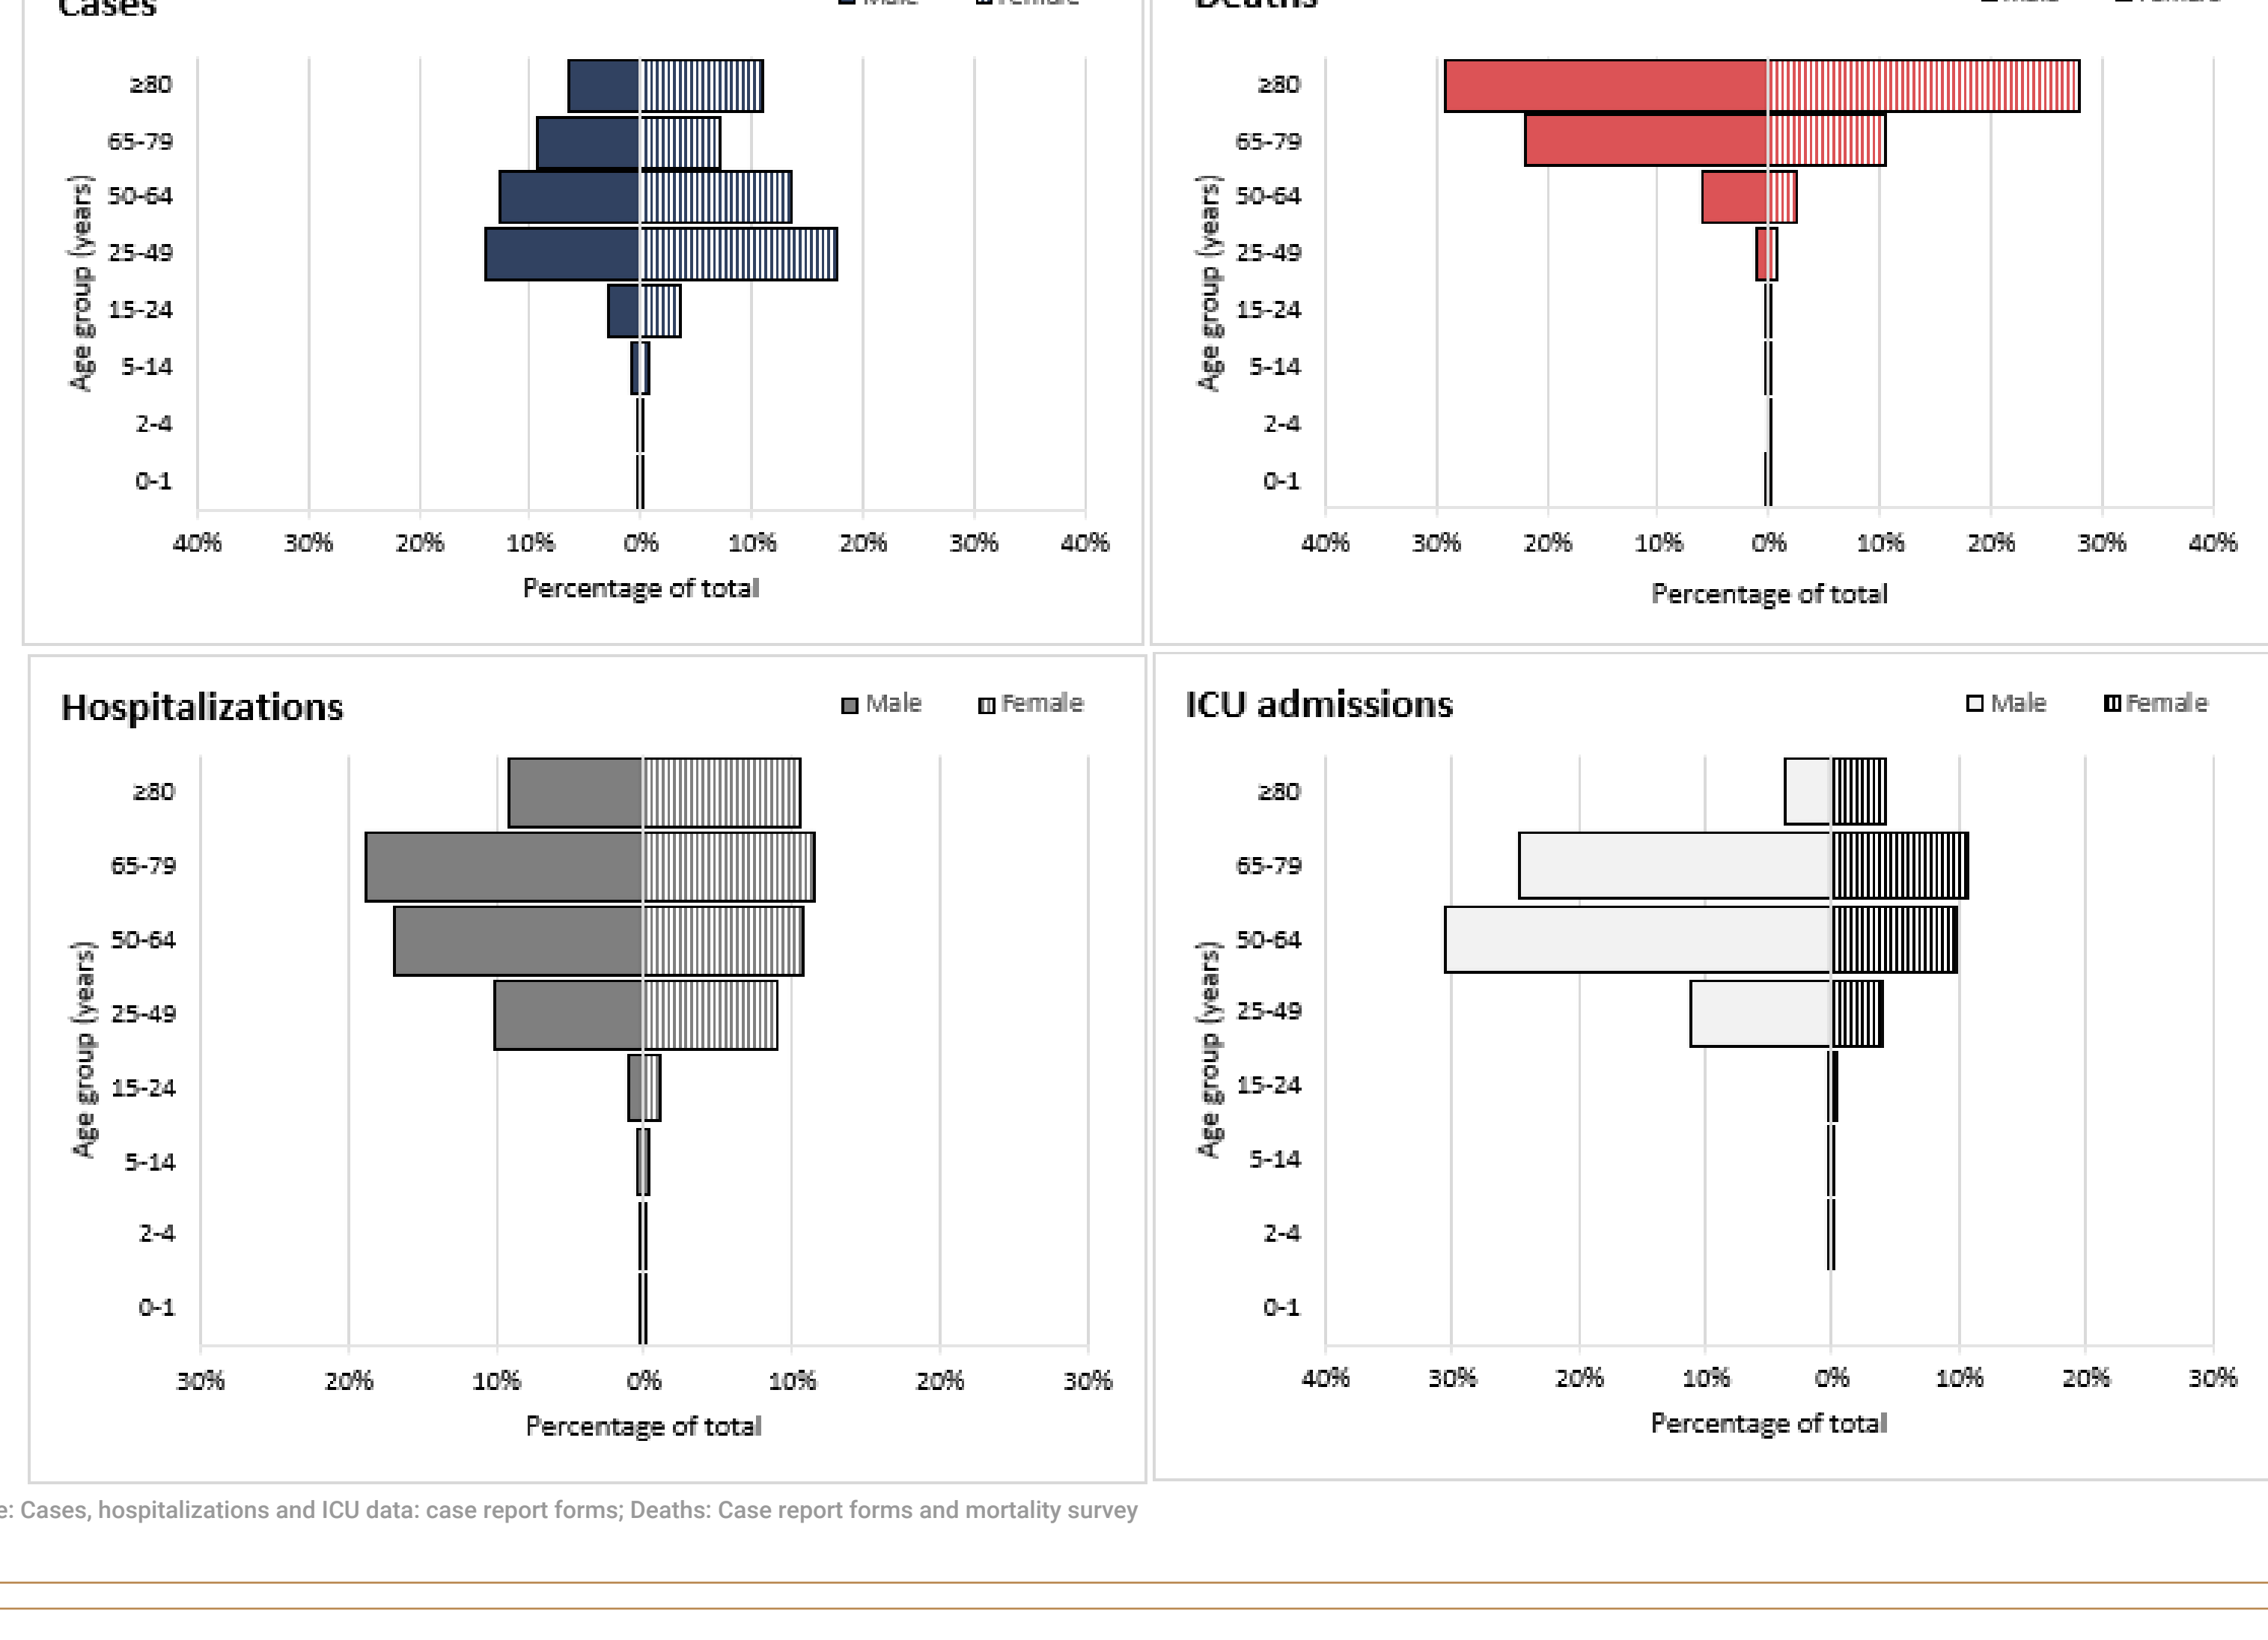 Cases
Male Female
≥80
65-79
50-64
25-49
15-24
5-14
2-4
0-1
Age group (years)
40% 30% 20% 10% 0% 10% 20% 30% 40%
Percentage of total
Deaths
Male Female
≥80
65-79
50-64
25-49
15-24
5-14
2-4
0-1
Age group (years)
40% 30% 20% 10% 0% 10% 20% 30% 40%
Percentage of total
Hospitalizations
Male Female
≥80
65-79
50-64
25-49
15-24
5-14
2-4
0-1
Age group (years)
30% 20% 10% 0% 10% 20% 30%
Percentage of total
ICU admissions
Male Female
≥80
65-79
50-64
25-49
15-24
5-14
2-4
0-1
Age group (years)
40% 30% 20% 10% 0% 10% 20% 30%
Percentage of total
e: Cases, hospitalizations and ICU data: case report forms; Deaths: Case report forms and mortality survey